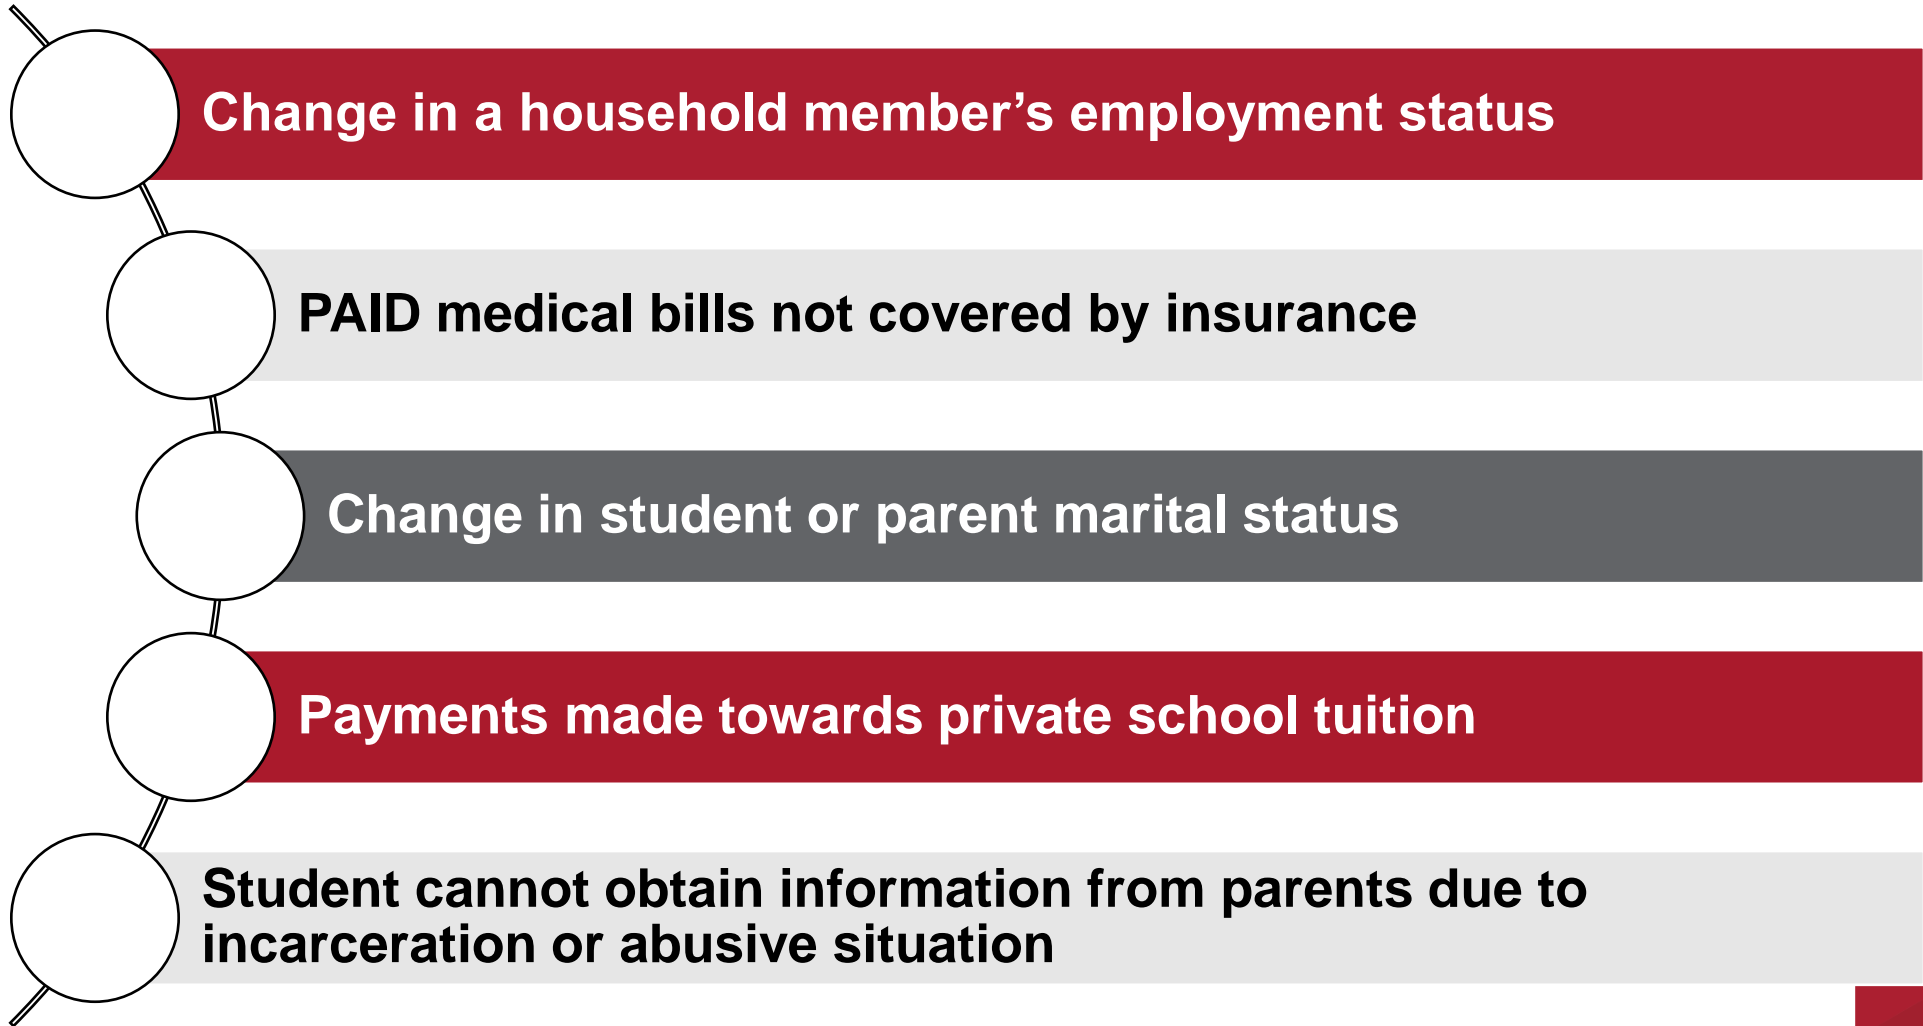 Change in a household member’s employment status
PAID medical bills not covered by insurance
Change in student or parent marital status
Payments made towards private school tuition
Student cannot obtain information from parents due to
incarceration or abusive situation